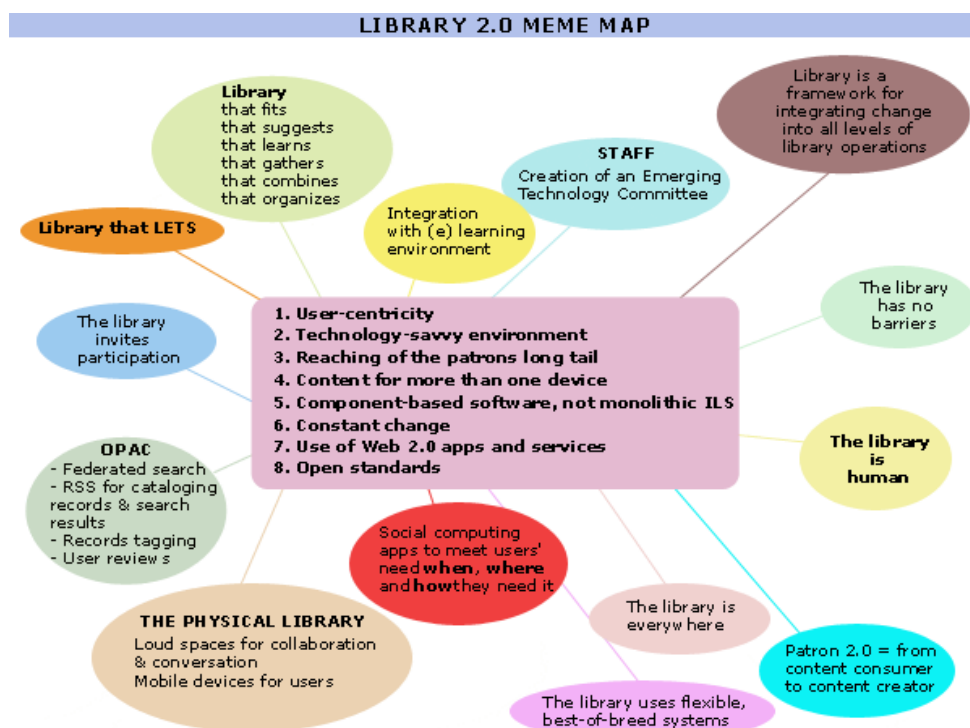 LIBRARY 2.0 MEME MAP
Library
that fits
that suggests
that learns
that gathers
that combines
that organizes
Library is a
framework for
integrating change
into all levels of
library operations
STAFF
Creation of an Emerging
Technology Committee
Integration
with (e) learning
environment
Library that LETS
The library
has no
barriers
The library
invites
participation
1. User-centricity
2. Technology-savvy environment
3. Reaching of the patrons long tail
4. Content for more than one device
5. Component-based software, not monolithic ILS
6. Constant change
7. Use of Web 2.0 apps and services
8. Open standards
The library
is
human
OPAC
- Federated search
- RSS for cataloging
records & search
results
- Records tagging
- User reviews
Social computing
apps to meet users'
need when, where
and how they need it
THE PHYSICAL LIBRARY
Loud spaces for collaboration
& conversation
Mobile devices for users
The library is
everywhere
Patron 2.0 = from
content consumer
to content creator
The library uses flexible,
best-of-breed systems